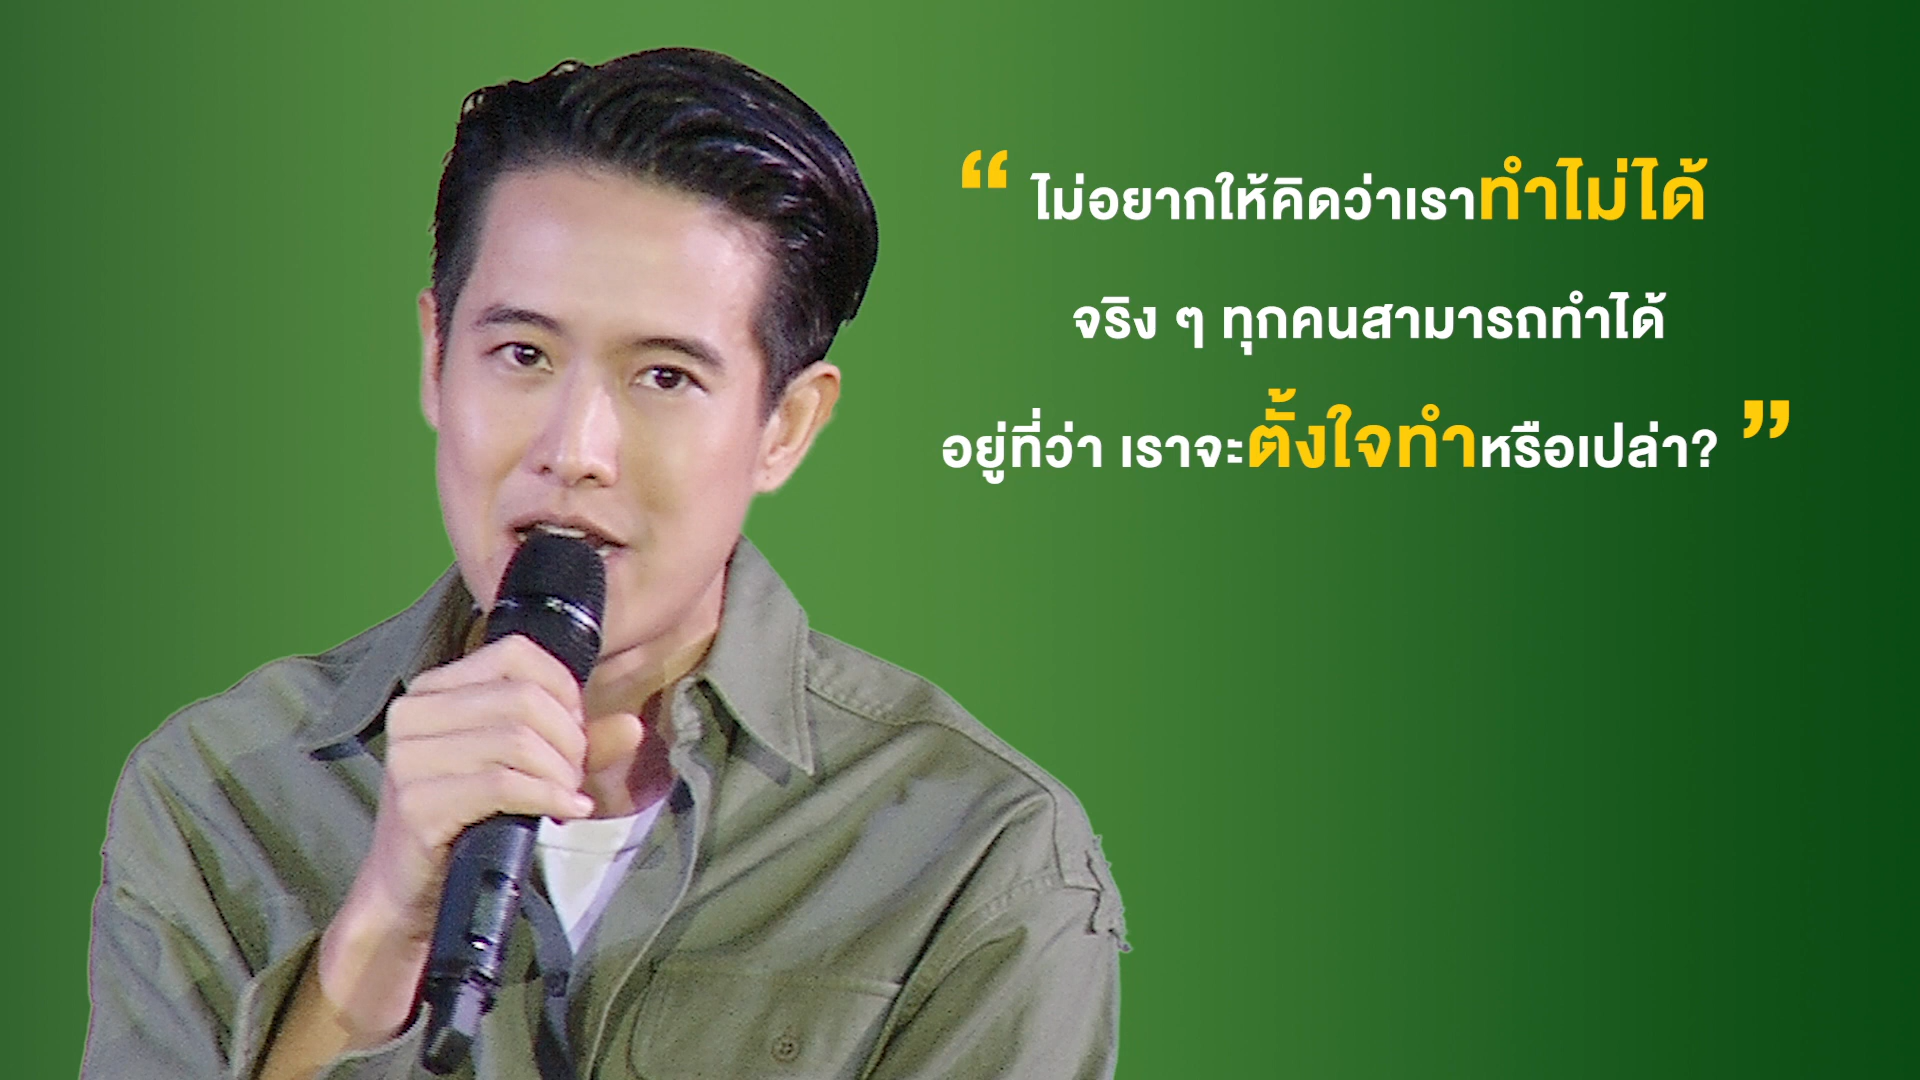 “ ไม่อยากให้คิดว่าเราทำไม่ได้
จริง ๆ ทุกคนสามารถทำได้
อยู่ที่ว่า เราจะตั้งใจทำหรือเปล่า? ”